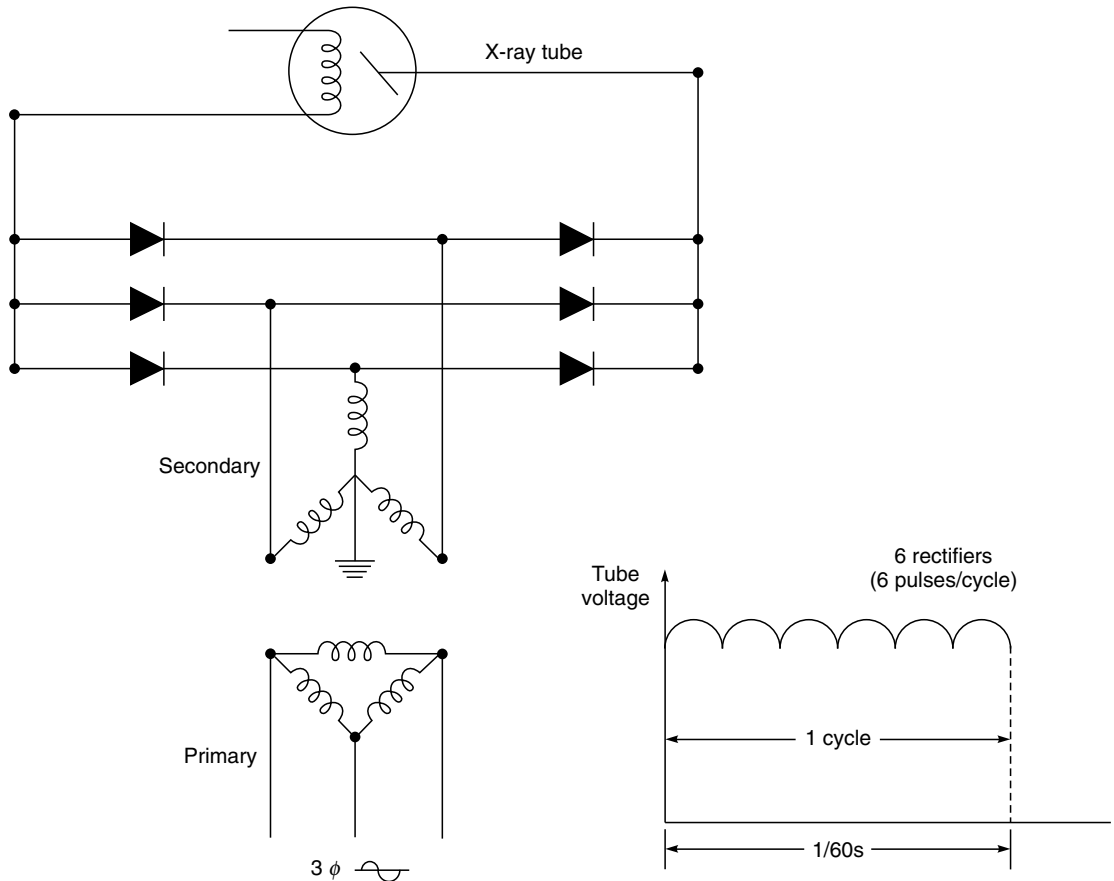 X-ray tube
Secondary
6 rectifiers
(6 pulses/cycle)
Tube
voltage
1 cycle
Primary
1/60s
3 ϕ